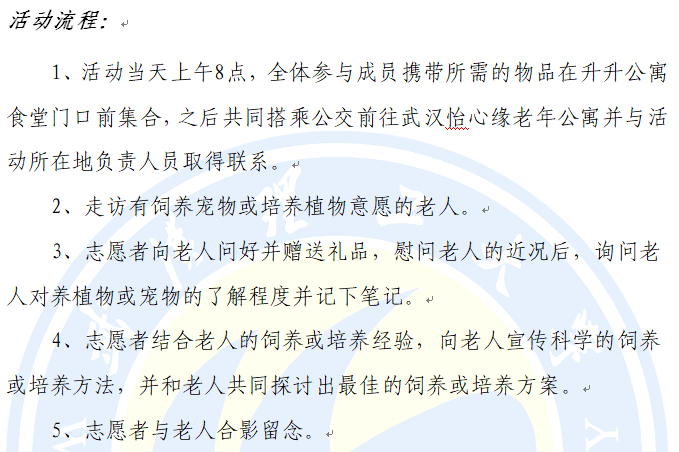 活动流程：
1、活动当天上午8点，全体参与成员携带所需的物品在升升公寓
食堂门口前集合，之后共同搭乘公交前往武汉怡心缘老年公寓并与活
动所在地负责人员取得联系。
2、走访有饲养宠物或培养植物意愿的老人。
3、志愿者向老人问好并赠送礼品，慰问老人的近况后，询问老
人对养植物或宠物的了解程度并记下笔记。
4、志愿者结合老人的饲养或培养经验，向老人宣传科学的饲养
或培养方法，并和老人共同探讨出最佳的饲养或培养方案。
5、志愿者与老人合影留念。